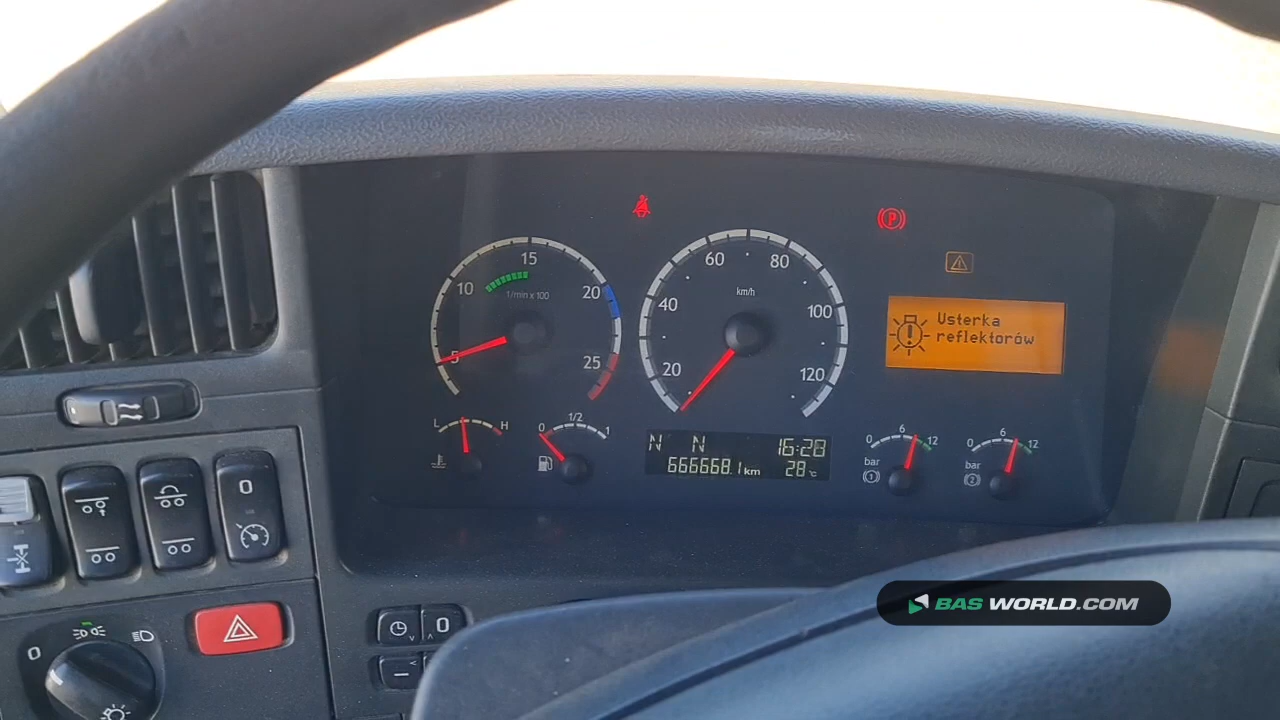 15
10
20
1/min x 100
5
25
60
80
km/h
40
100
20
120
Usterka
reflektorów
L
H
0
1/2
1
N N 16:28
666668.1 km 28 °C
0
6
12
bar
1
0
6
12
bar
2
P
0
0
0
BAS WORLD.COM